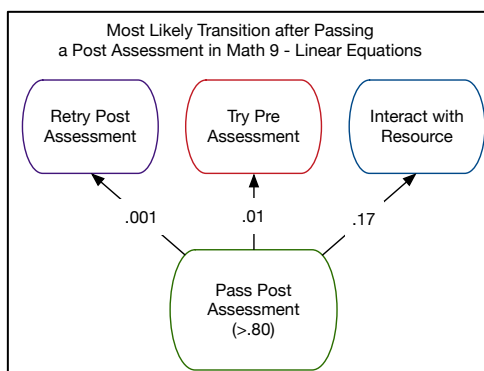 Most Likely Transition after Passing
a Post Assessment in Math 9 - Linear Equations
Retry Post
Assessment
Try Pre
Assessment
Interact with
Resource
.001
.01
.17
Pass Post
Assessment
(>.80)